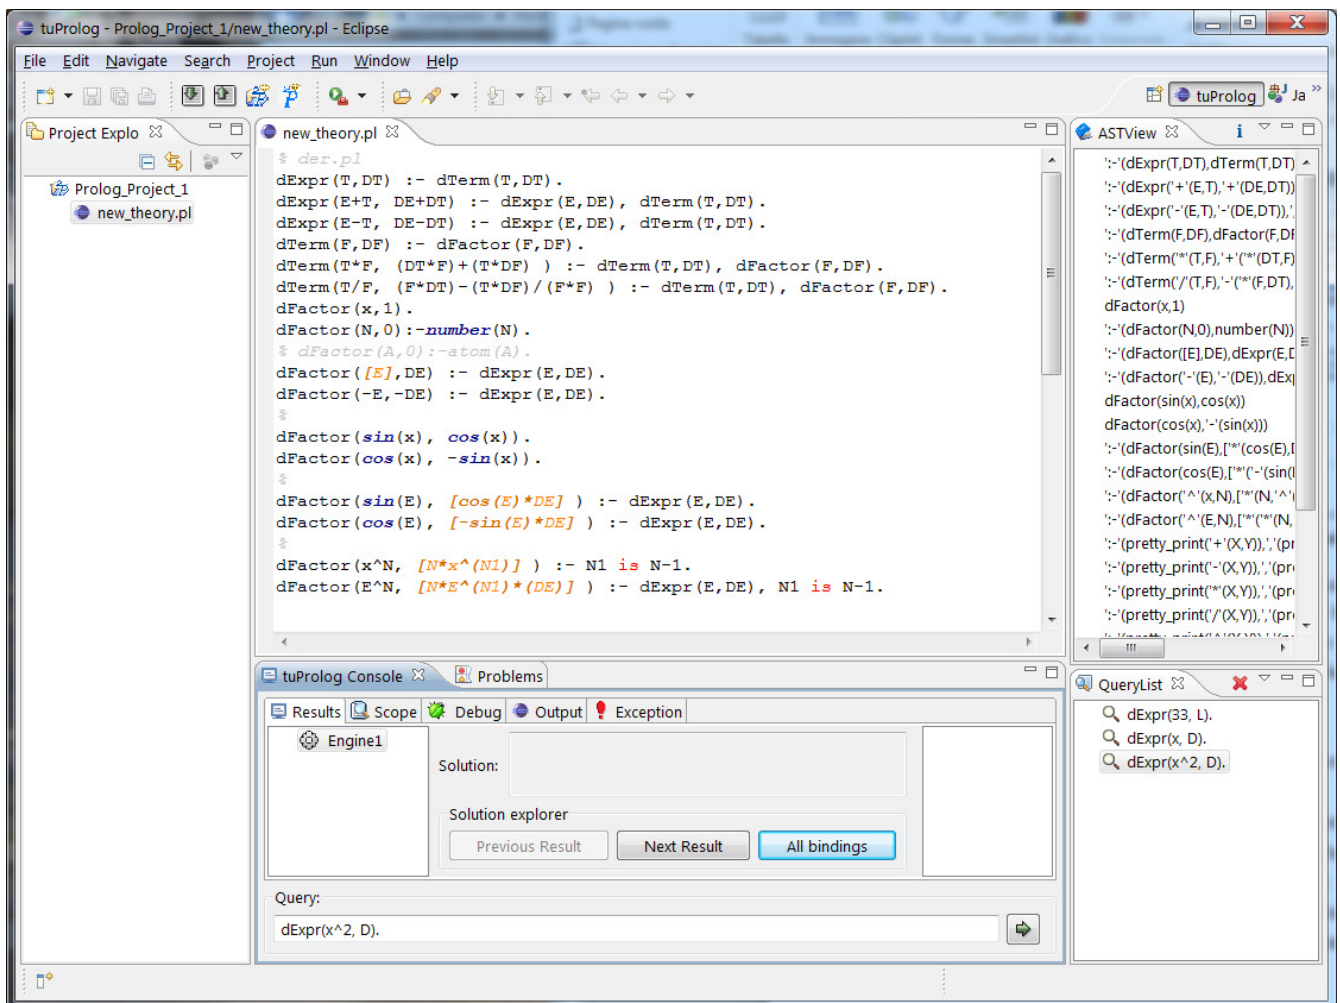 tuProlog - Prolog_Project_1/new_theory.pl - Eclipse
File Edit Navigate Search Project Run Window Help
tuProlog Ja »
Project Explo
Prolog_Project_1
new_theory.pl
new_theory.pl
% der.pl
dExpr(T,DT) :- dTerm(T,DT).
dExpr(E+T, DE+DT) :- dExpr(E,DE), dTerm(T,DT).
dExpr(E-T, DE-DT) :- dExpr(E,DE), dTerm(T,DT).
dTerm(F,DF) :- dFactor(F,DF).
dTerm(T*F, (DT*F)+(T*DF) ) :- dTerm(T,DT), dFactor(F,DF).
dTerm(T/F, (F*DT)-(T*DF)/(F*F) ) :- dTerm(T,DT), dFactor(F,DF).
dFactor(x,1).
dFactor(N,0):-number(N).
% dFactor(A,0):-atom(A).
dFactor([E],DE) :- dExpr(E,DE).
dFactor(-E,-DE) :- dExpr(E,DE).
%
dFactor(sin(x), cos(x)).
dFactor(cos(x), -sin(x)).
%
dFactor(sin(E), [cos(E)*DE] ) :- dExpr(E,DE).
dFactor(cos(E), [-sin(E)*DE] ) :- dExpr(E,DE).
%
dFactor(x^N, [N*x^(N1)] ) :- N1 is N-1.
dFactor(E^N, [N*E^(N1)*(DE)] ) :- dExpr(E,DE), N1 is N-1.
ASTView
':-'(dExpr(T,DT),dTerm(T,DT)
':-'(dExpr('+'(E,T),'+'(DE,DT))
':-'(dExpr('-'(E,T),'-'(DE,DT)),'
':-'(dTerm(F,DF),dFactor(F,DF
':-'(dTerm('*'(T,F),'+'('*'(DT,F)
':-'(dTerm('/'(T,F),'-'('*'(F,DT),
dFactor(x,1)
':-'(dFactor(N,0),number(N))
':-'(dFactor([E],DE),dExpr(E,D
':-'(dFactor('-'(E),'-'(DE)),dExp
dFactor(sin(x),cos(x))
dFactor(cos(x),'-'(sin(x)))
':-'(dFactor(sin(E),['*'(cos(E),D
':-'(dFactor(cos(E),['*'('-'(sin(
':-'(dFactor('^'(x,N),['*'(N,'^'(
':-'(dFactor('^'(E,N),['*'('*'(N,
':-'(pretty_print('+'(X,Y)),','(pr
':-'(pretty_print('-'(X,Y)),','(pr
':-'(pretty_print('*'(X,Y)),','(pr
':-'(pretty_print('/'(X,Y)),','(pr
tuProlog Console Problems
Results Scope Debug Output Exception
Engine1
Solution:
Solution explorer
Previous Result Next Result All bindings
Query:
dExpr(x^2, D).
QueryList
dExpr(33, L).
dExpr(x, D).
dExpr(x^2, D).